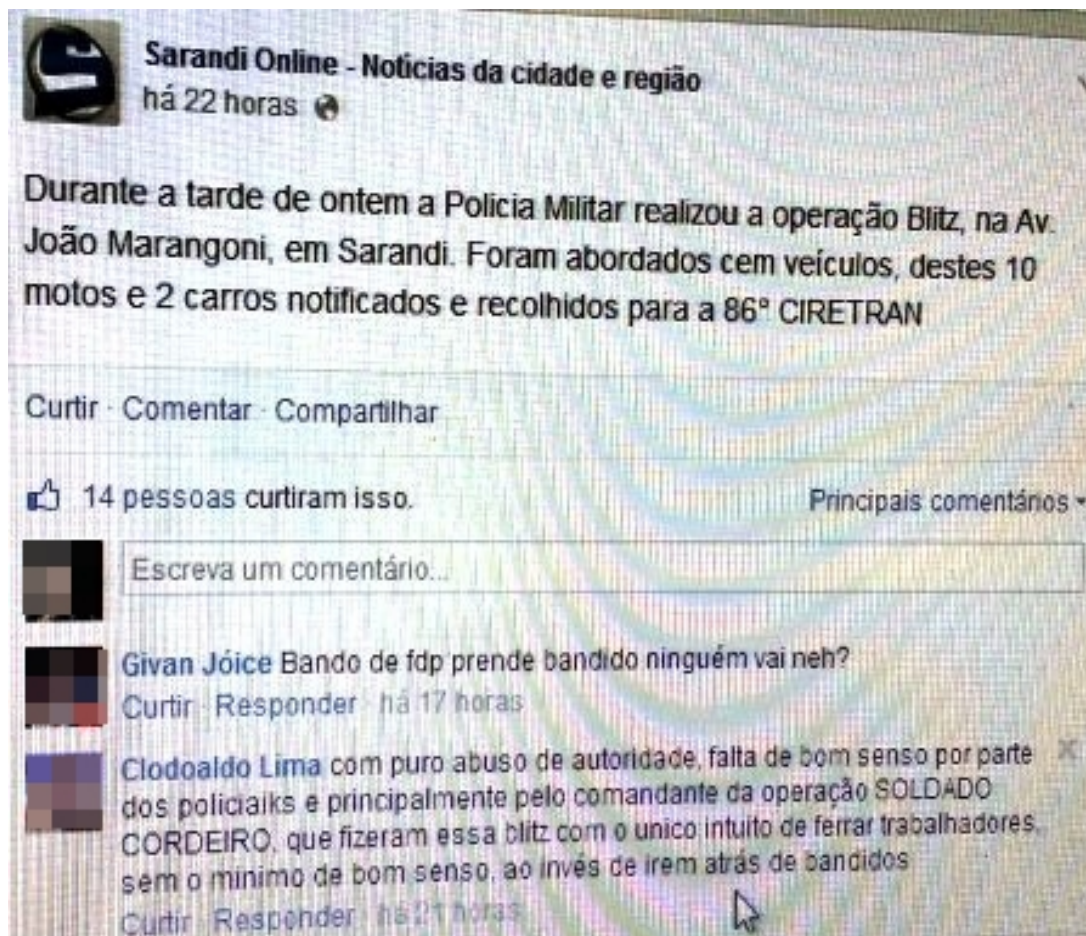 Sarandi Online - Notícias da cidade e região
há 22 horas
Durante a tarde de ontem a Policia Militar realizou a operação Blitz, na Av.
João Marangoni, em Sarandi. Foram abordados cem veículos, destes 10
motos e 2 carros notificados e recolhidos para a 86° CIRETRAN
Curtir · Comentar · Compartilhar
14 pessoas curtiram isso.
Principais comentários
Escreva um comentário...
Givan Jóice Bando de fdp prende bandido ninguém vai neh?
Curtir · Responder · há 17 horas
Clodoaldo Lima com puro abuso de autoridade, falta de bom senso por parte
dos policiaiks e principalmente pelo comandante da operação SOLDADO
CORDEIRO, que fizeram essa blitz com o unico intuito de ferrar trabalhadores,
sem o minimo de bom senso, ao invés de irem atrás de bandidos
Curtir · Responder · há 21 horas